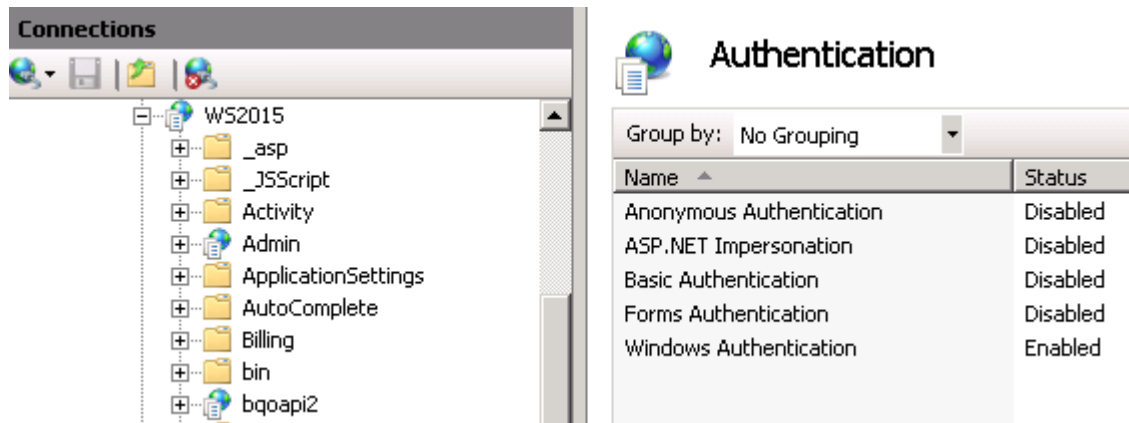 Connections
WS2015
_asp
_JSScript
Activity
Admin
ApplicationSettings
AutoComplete
Billing
bin
bqoapi2
Authentication
Group by: No Grouping
Name Status
Anonymous Authentication Disabled
ASP.NET Impersonation Disabled
Basic Authentication Disabled
Forms Authentication Disabled
Windows Authentication Enabled